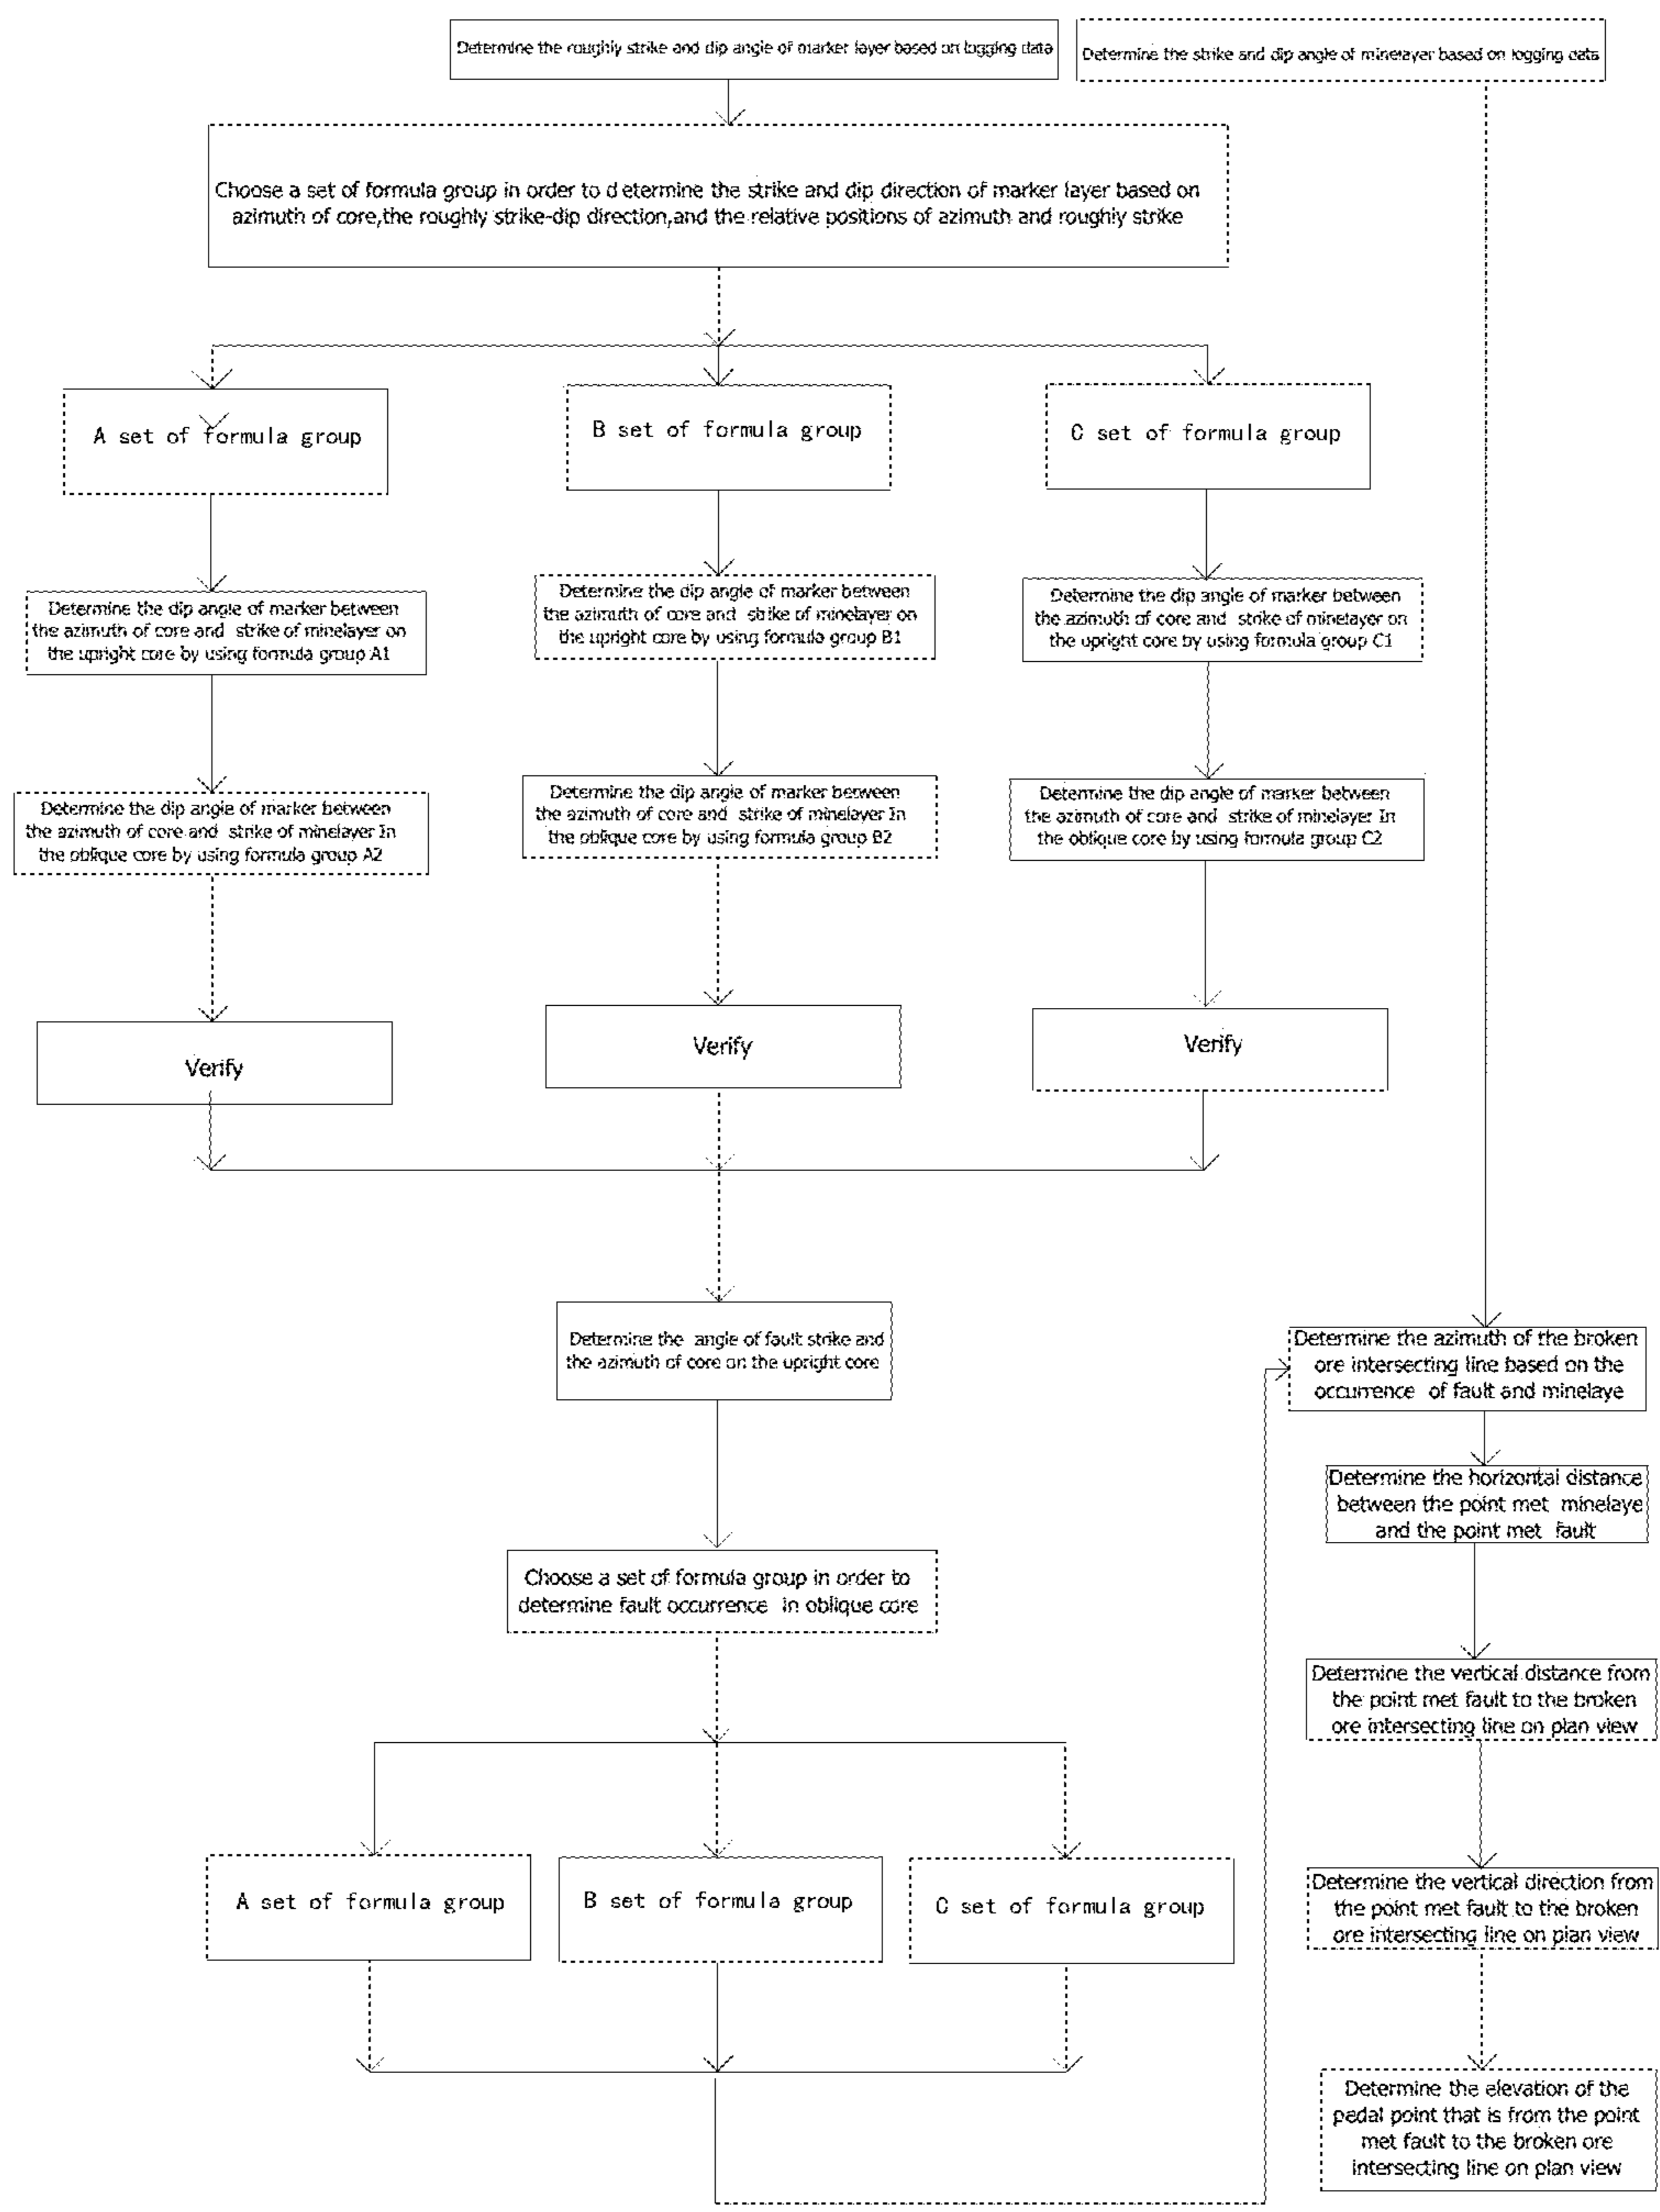 Determine the roughly strike and dip angle of marker layer based on logging data
Determine the strike and dip angle of minelayer based on logging data
Choose a set of formula group in order to determine the strike and dip direction of marker layer based on
azimuth of core,the roughly strike-dip direction,and the relative positions of azimuth and roughly strike
A set of formula group
B set of formula group
C set of formula group
Determine the dip angle of marker between
the azimuth of core and strike of minelayer on
the upright core by using formula group A1
Determine the dip angle of marker between
the azimuth of core and strike of minelayer on
the upright core by using formula group B1
Determine the dip angle of marker between
the azimuth of core and strike of minelayer on
the upright core by using formula group C1
Determine the dip angle of marker between
the azimuth of core and strike of minelayer In
the oblique core by using formula group A2
Determine the dip angle of marker between
the azimuth of core and strike of minelayer In
the oblique core by using formula group B2
Determine the dip angle of marker between
the azimuth of core and strike of minelayer In
the oblique core by using formula group C2
Verify
Verify
Verify
Determine the angle of fault strike and
the azimuth of core on the upright core
Choose a set of formula group in order to
determine fault occurrence in oblique core
A set of formula group
B set of formula group
C set of formula group
Determine the azimuth of the broken
ore intersecting line based on the
occurrence of fault and minelaye
Determine the horizontal distance
between the point met minelaye
and the point met fault
Determine the vertical distance from
the point met fault to the broken
ore intersecting line on plan view
Determine the vertical direction from
the point met fault to the broken
ore intersecting line on plan view
Determine the elevation of the
pedal point that is from the point
met fault to the broken ore
intersecting line on plan view